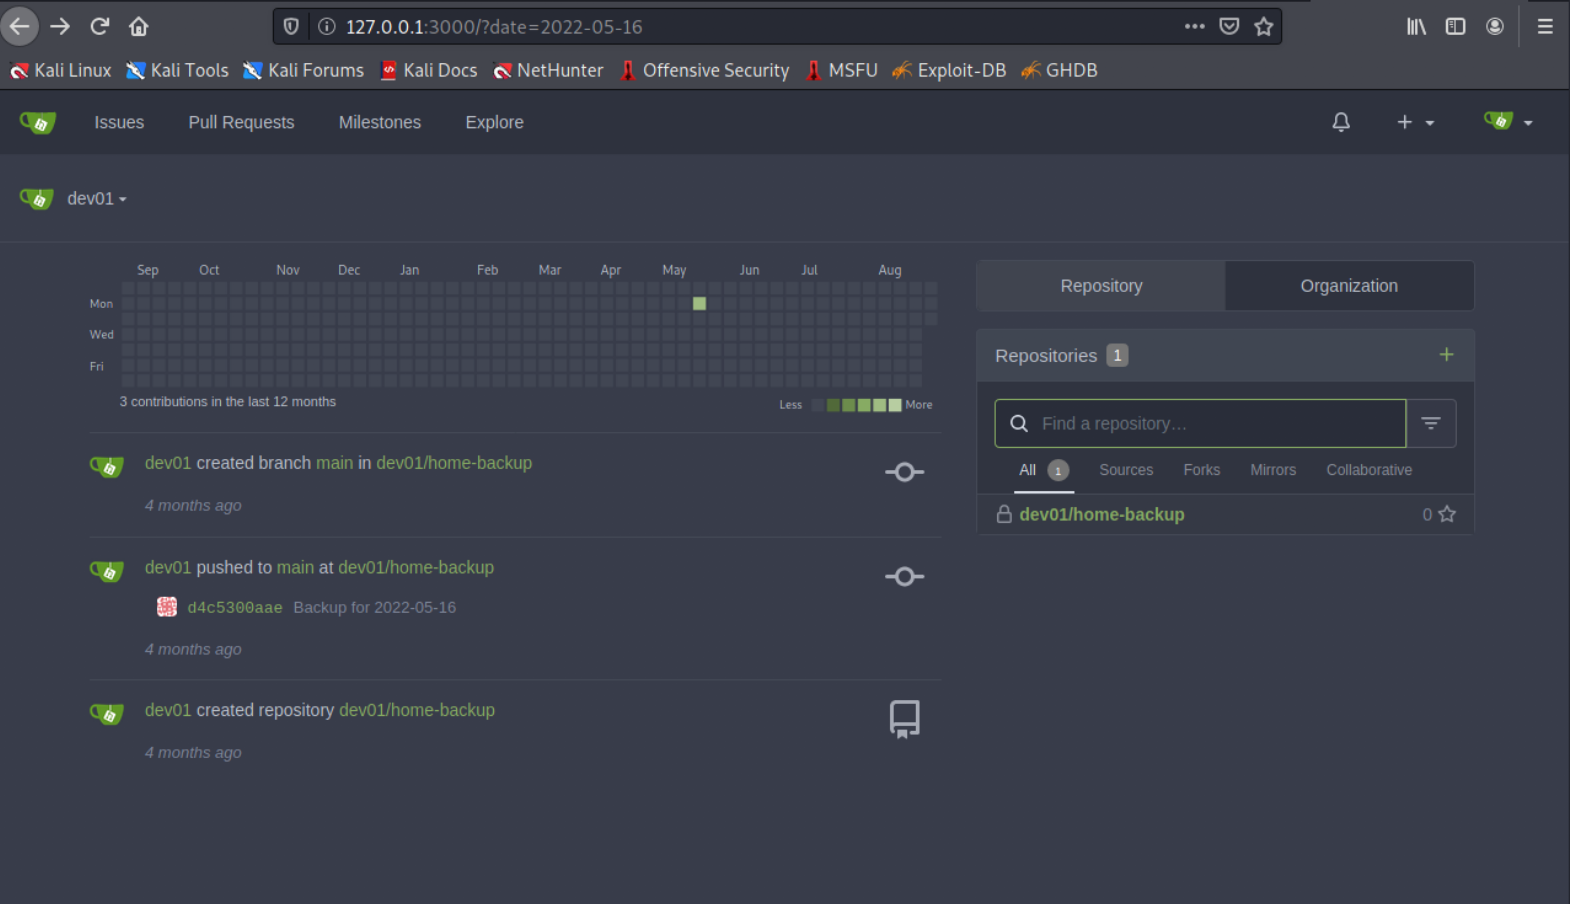 127.0.0.1:3000/?date=2022-05-16
Kali Linux Kali Tools Kali Forums Kali Docs NetHunter Offensive Security MSFU Exploit-DB GHDB
Issues Pull Requests Milestones Explore
dev01
Sep Oct Nov Dec Jan Feb Mar Apr May Jun Jul Aug
Mon
Wed
Fri
3 contributions in the last 12 months
Less More
dev01 created branch main in dev01/home-backup
4 months ago
dev01 pushed to main at dev01/home-backup
d4c5300aae Backup for 2022-05-16
4 months ago
dev01 created repository dev01/home-backup
4 months ago
Repository Organization
Repositories 1
Find a repository...
All 1 Sources Forks Mirrors Collaborative
dev01/home-backup 0